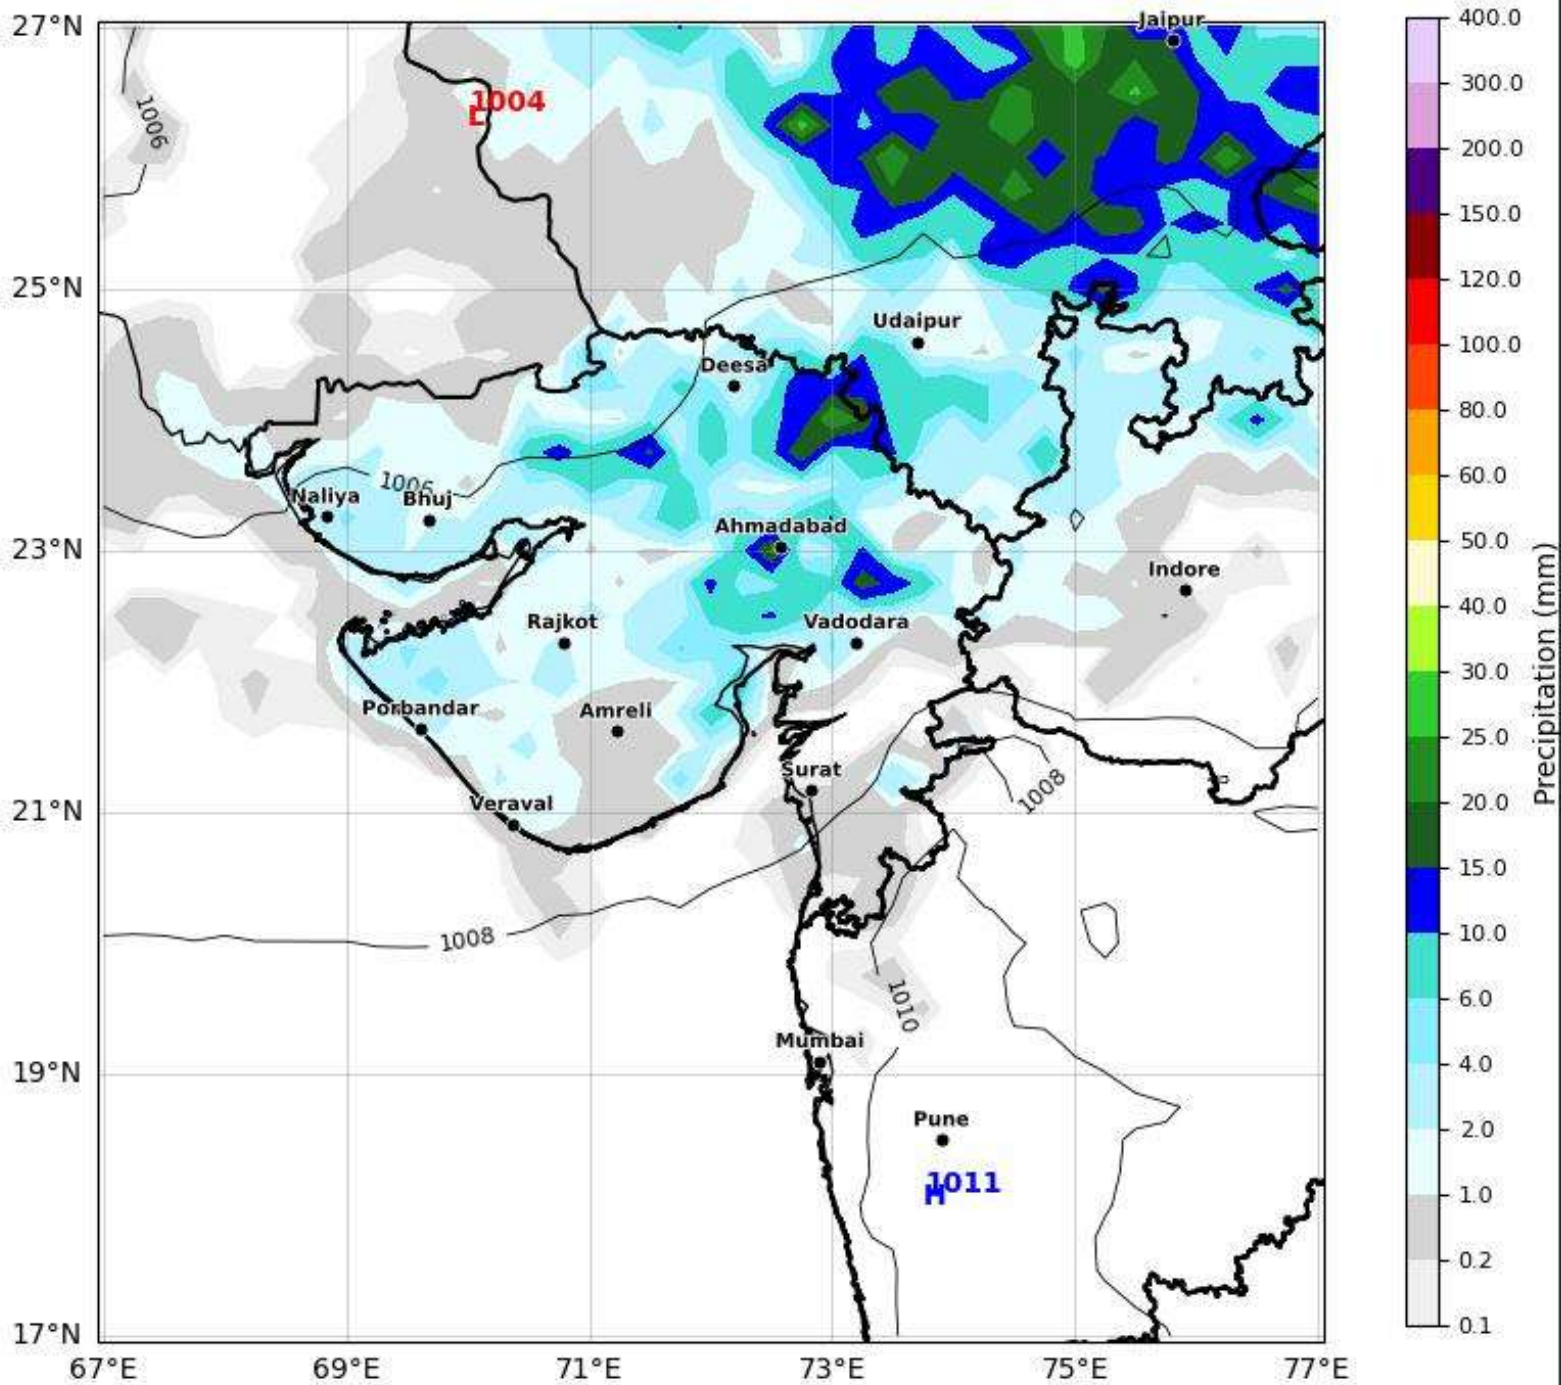 Jaipur
27°N
1006
1004
L
25°N
Udaipur
Deesa
1006
Naliya
Bhuj
Ahmadabad
23°N
Indore
Rajkot
Vadodara
Porbandar
Amreli
Surat
1008
Veraval
21°N
1008
1010
Mumbai
19°N
Pune
1011
H
17°N
67°E
69°E
71°E
73°E
75°E
77°E
400.0
300.0
200.0
150.0
120.0
100.0
80.0
60.0
50.0
40.0
30.0
25.0
20.0
15.0
10.0
6.0
4.0
2.0
1.0
0.2
0.1
Precipitation (mm)